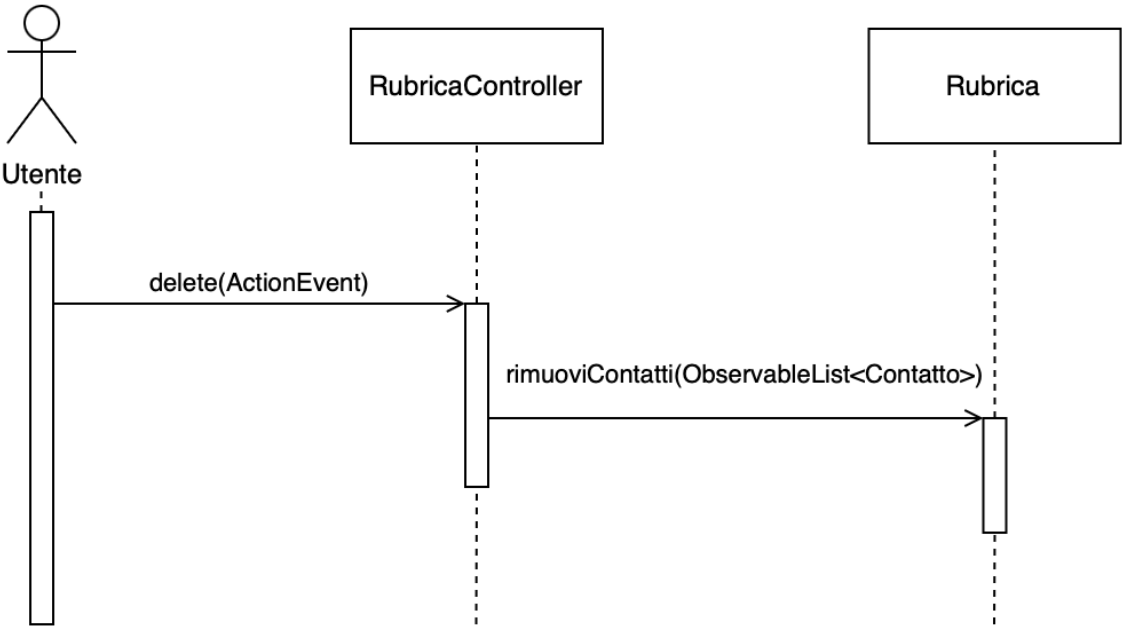 RubricaController
Rubrica
Utente
delete(ActionEvent)
rimuoviContatti(ObservableList<Contatto>)